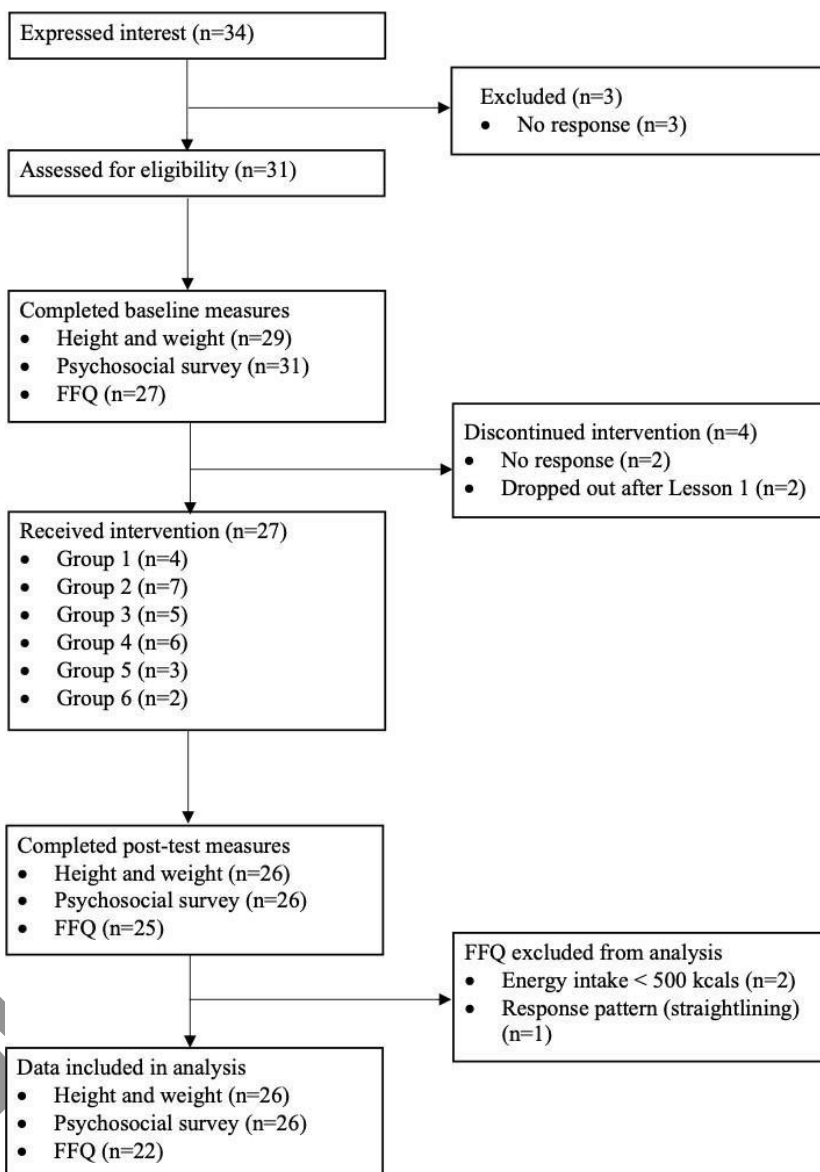 Expressed interest (n=34)
Excluded (n=3)
• No response (n=3)
Assessed for eligibility (n=31)
Completed baseline measures
• Height and weight (n=29)
• Psychosocial survey (n=31)
• FFQ (n=27)
Discontinued intervention (n=4)
• No response (n=2)
• Dropped out after Lesson 1 (n=2)
Received intervention (n=27)
• Group 1 (n=4)
• Group 2 (n=7)
• Group 3 (n=5)
• Group 4 (n=6)
• Group 5 (n=3)
• Group 6 (n=2)
Completed post-test measures
• Height and weight (n=26)
• Psychosocial survey (n=26)
• FFQ (n=25)
FFQ excluded from analysis
• Energy intake < 500 kcals (n=2)
• Response pattern (straightlining)
(n=1)
Data included in analysis
• Height and weight (n=26)
• Psychosocial survey (n=26)
• FFQ (n=22)